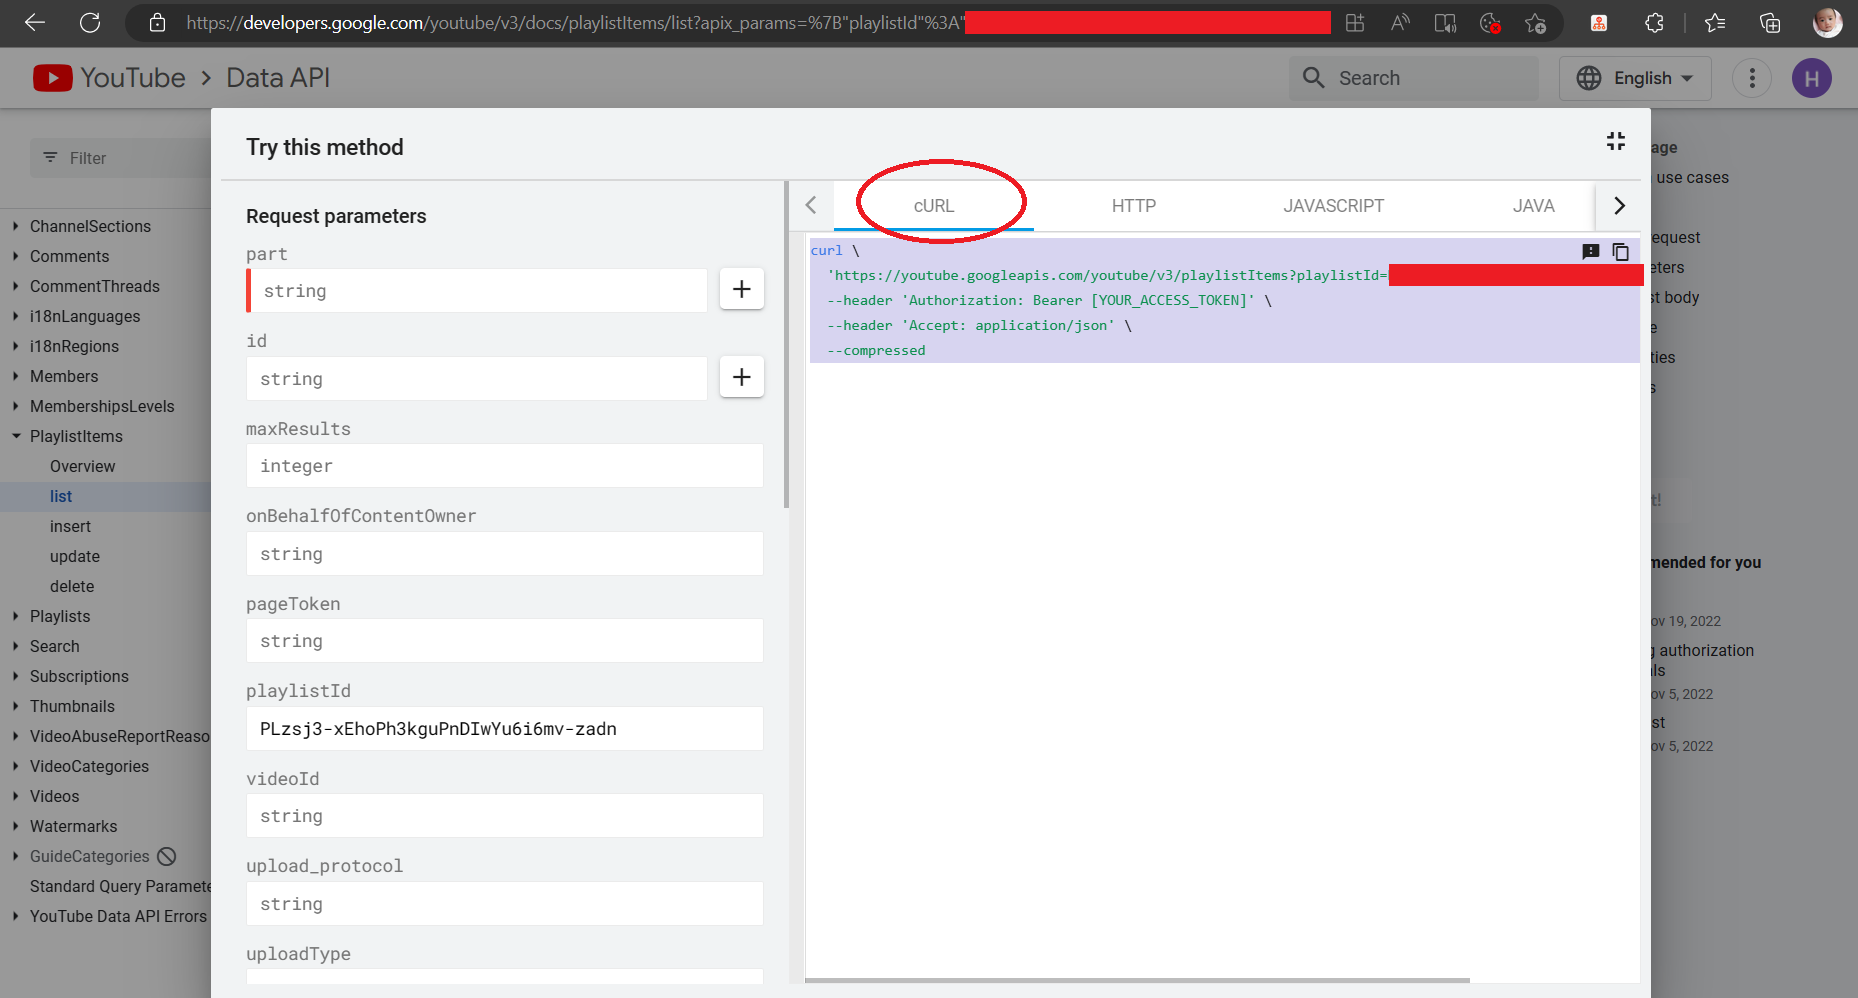 https://developers.google.com/youtube/v3/docs/playlistItems/list?apix_params=%7B"playlistId"%3A"
YouTube > Data API
Search
English
H
Filter
ChannelSections
Comments
CommentThreads
i18nLanguages
i18nRegions
Members
MembershipsLevels
PlaylistItems
Overview
list
insert
update
delete
Playlists
Search
Subscriptions
Thumbnails
VideoAbuseReportReaso
VideoCategories
Videos
Watermarks
GuideCategories
Standard Query Paramete
YouTube Data API Errors
Try this method
Request parameters
part
string
id
string
maxResults
integer
onBehalfOfContentOwner
string
pageToken
string
playlistId
PLzsj3-xEhoPh3kguPnDIwYu6i6mv-zadn
videoId
string
upload_protocol
string
uploadType
cURL
HTTP
JAVASCRIPT
JAVA
curl \
'https://youtube.googleapis.com/youtube/v3/playlistItems?playlistId=
--header 'Authorization: Bearer [YOUR_ACCESS_TOKEN]' \
--header 'Accept: application/json' \
--compressed
age
use cases
equest
eters
t body
e
ties
s
t!
mended for you
ov 19, 2022
g authorization
ls
ov 5, 2022
st
ov 5, 2022